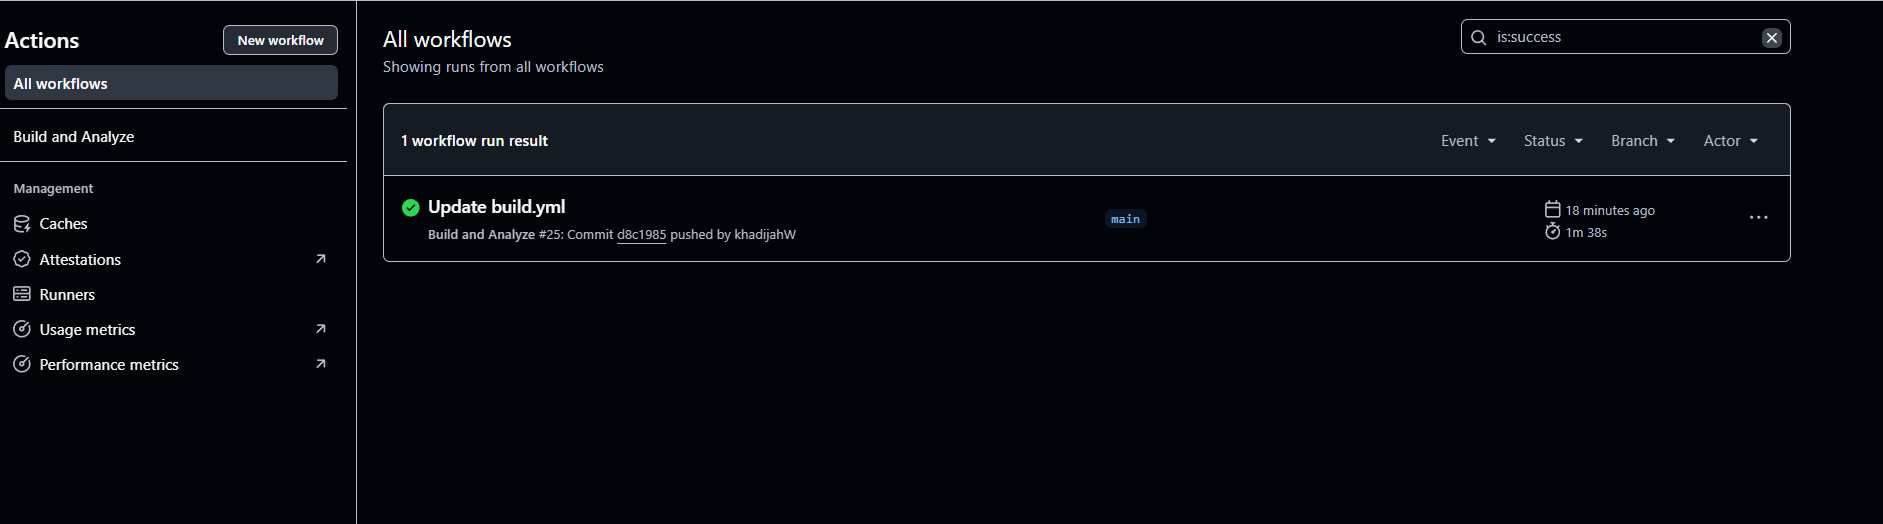 Actions
New workflow
All workflows
Build and Analyze
Management
Caches
Attestations
Runners
Usage metrics
Performance metrics
All workflows
Showing runs from all workflows
is:success
1 workflow run result
Event
Status
Branch
Actor
Update build.yml
Build and Analyze #25: Commit d8c1985 pushed by khadijahW
main
18 minutes ago
1m 38s